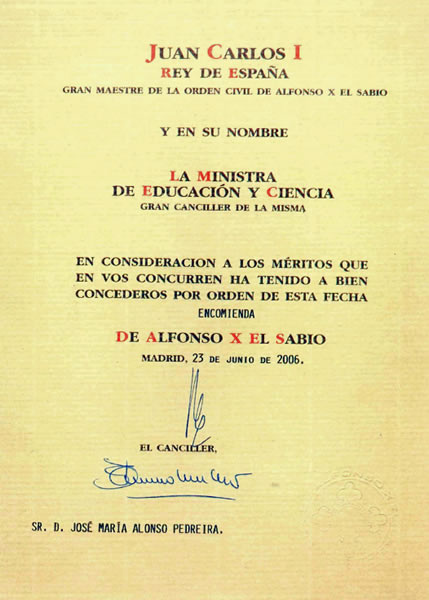 JUAN CARLOS I
REY DE ESPAÑA
GRAN MAESTRE DE LA ORDEN CIVIL DE ALFONSO X EL SABIO
Y EN SU NOMBRE
LA MINISTRA
DE EDUCACIÓN Y CIENCIA
GRAN CANCILLER DE LA MISMA
EN CONSIDERACION A LOS MÉRITOS QUE
EN VOS CONCURREN HA TENIDO A BIEN
CONCEDEROS POR ORDEN DE ESTA FECHA
ENCOMIENDA
DE ALFONSO X EL SABIO
MADRID, 23 DE JUNIO DE 2006.
EL CANCILLER,
SR. D. JOSÉ MARÍA ALONSO PEDREIRA.